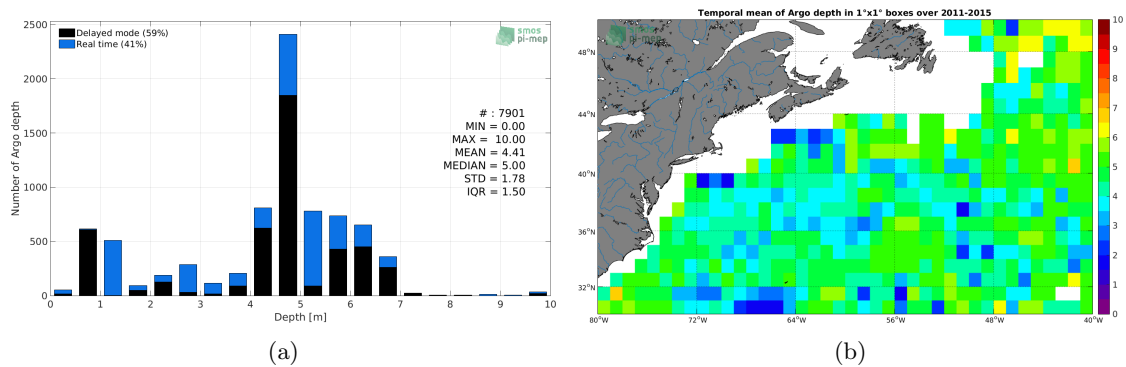 2500
2000
1500
1000
500
0
Number of Argo depth
Delayed mode (59%)
Real time (41%)
smos
pi-mep
# : 7901
MIN = 0.00
MAX = 10.00
MEAN = 4.41
MEDIAN = 5.00
STD = 1.78
IQR = 1.50
0 1 2 3 4 5 6 7 8 9 10
Depth [m]
(a)
Temporal mean of Argo depth in 1°x1° boxes over 2011-2015
smos
pi-mep
48°N
44°N
40°N
36°N
32°N
80°W 72°W 64°W 56°W 48°W 40°W
10
9
8
7
6
5
4
3
2
1
0
(b)